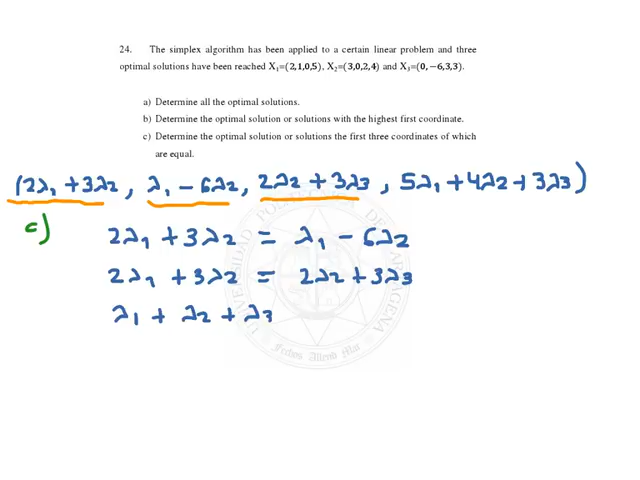 24. The simplex algorithm has been applied to a certain linear problem and three
optimal solutions have been reached X₁=(2,1,0,5), X₂=(3,0,2,4) and X₃=(0,−6,3,3).
a) Determine all the optimal solutions.
b) Determine the optimal solution or solutions with the highest first coordinate.
c) Determine the optimal solution or solutions the first three coordinates of which
are equal.
(2λ₁ + 3λ₂, λ₁ − 6λ₂, 2λ₂ + 3λ₃, 5λ₁ + 4λ₂ + 3λ₃)
c)
2λ₁ + 3λ₂ = λ₁ − 6λ₂
2λ₁ + 3λ₂ = 2λ₂ + 3λ₃
λ₁ + λ₂ + λ₃
UNIVERSIDAD POLITÉCNICA DE CARTAGENA